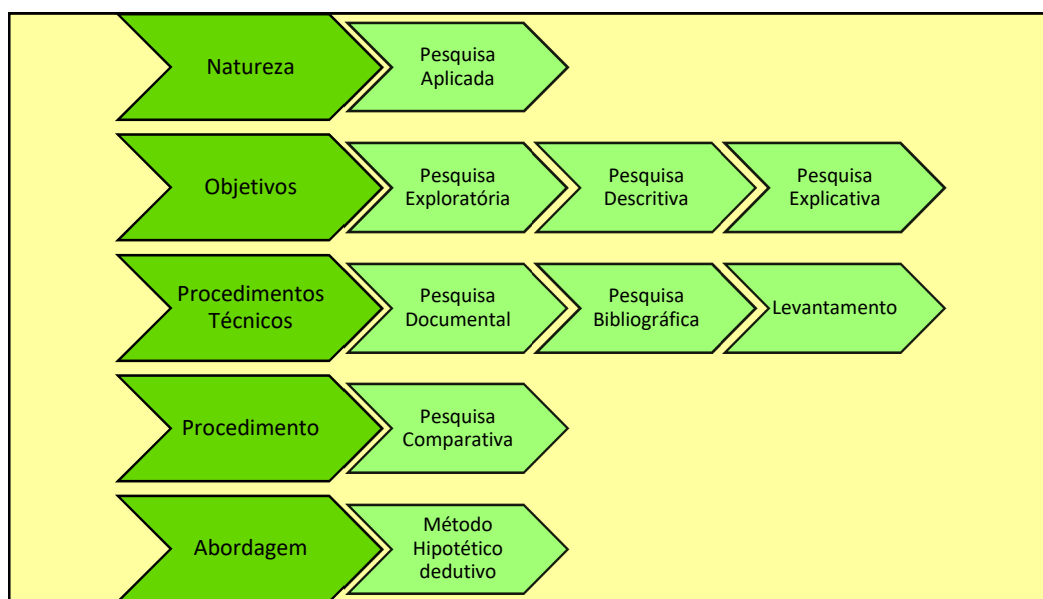 Natureza
Pesquisa
Aplicada
Objetivos
Pesquisa
Exploratória
Pesquisa
Descritiva
Pesquisa
Explicativa
Procedimentos
Técnicos
Pesquisa
Documental
Pesquisa
Bibliográfica
Levantamento
Procedimento
Pesquisa
Comparativa
Abordagem
Método
Hipotético
dedutivo